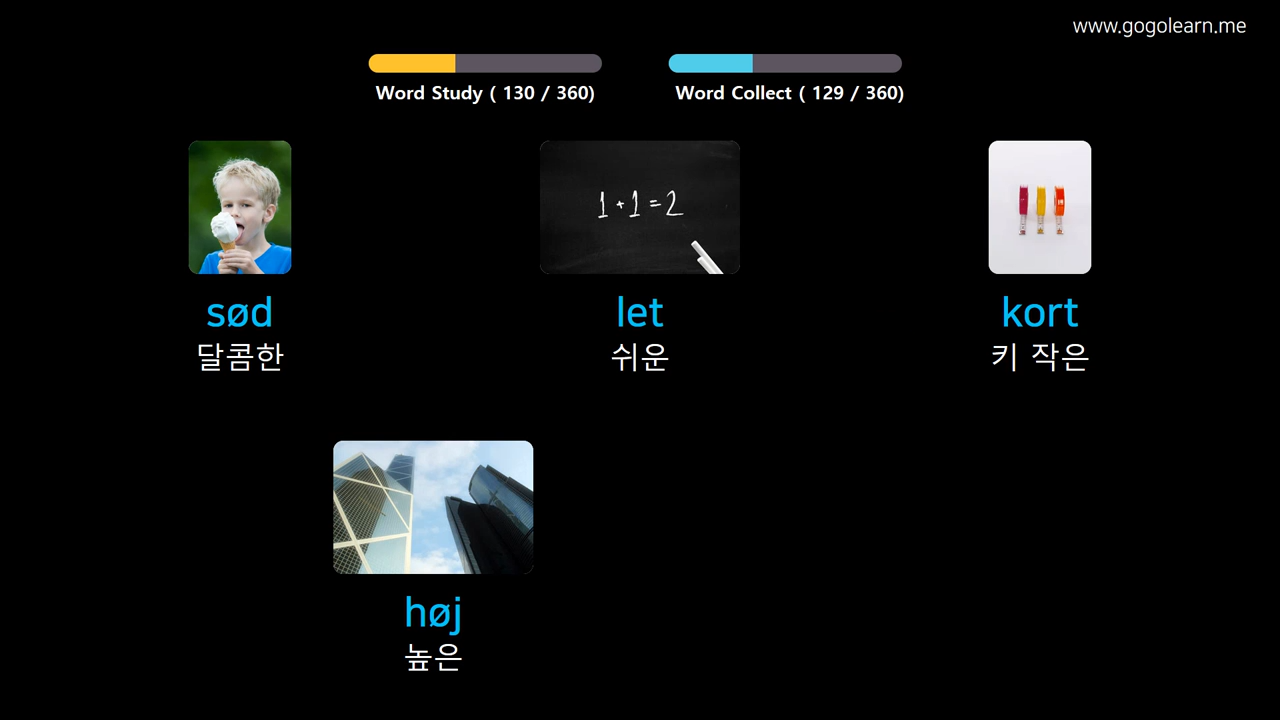 www.gogolearn.me
Word Study ( 130 / 360)
Word Collect ( 129 / 360)
1 + 1 = 2
sød
let
kort
달콤한
쉬운
키 작은
høj
높은